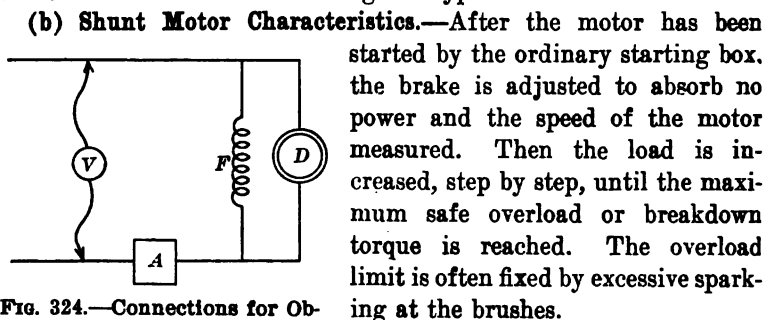 (b) Shunt Motor Characteristics.—After the motor has been
started by the ordinary starting box,
the brake is adjusted to absorb no
power and the speed of the motor
measured. Then the load is in-
creased, step by step, until the maxi-
mum safe overload or breakdown
torque is reached. The overload
limit is often fixed by excessive spark-
ing at the brushes.
V
F
D
A
FIG. 324.—Connections for Ob-